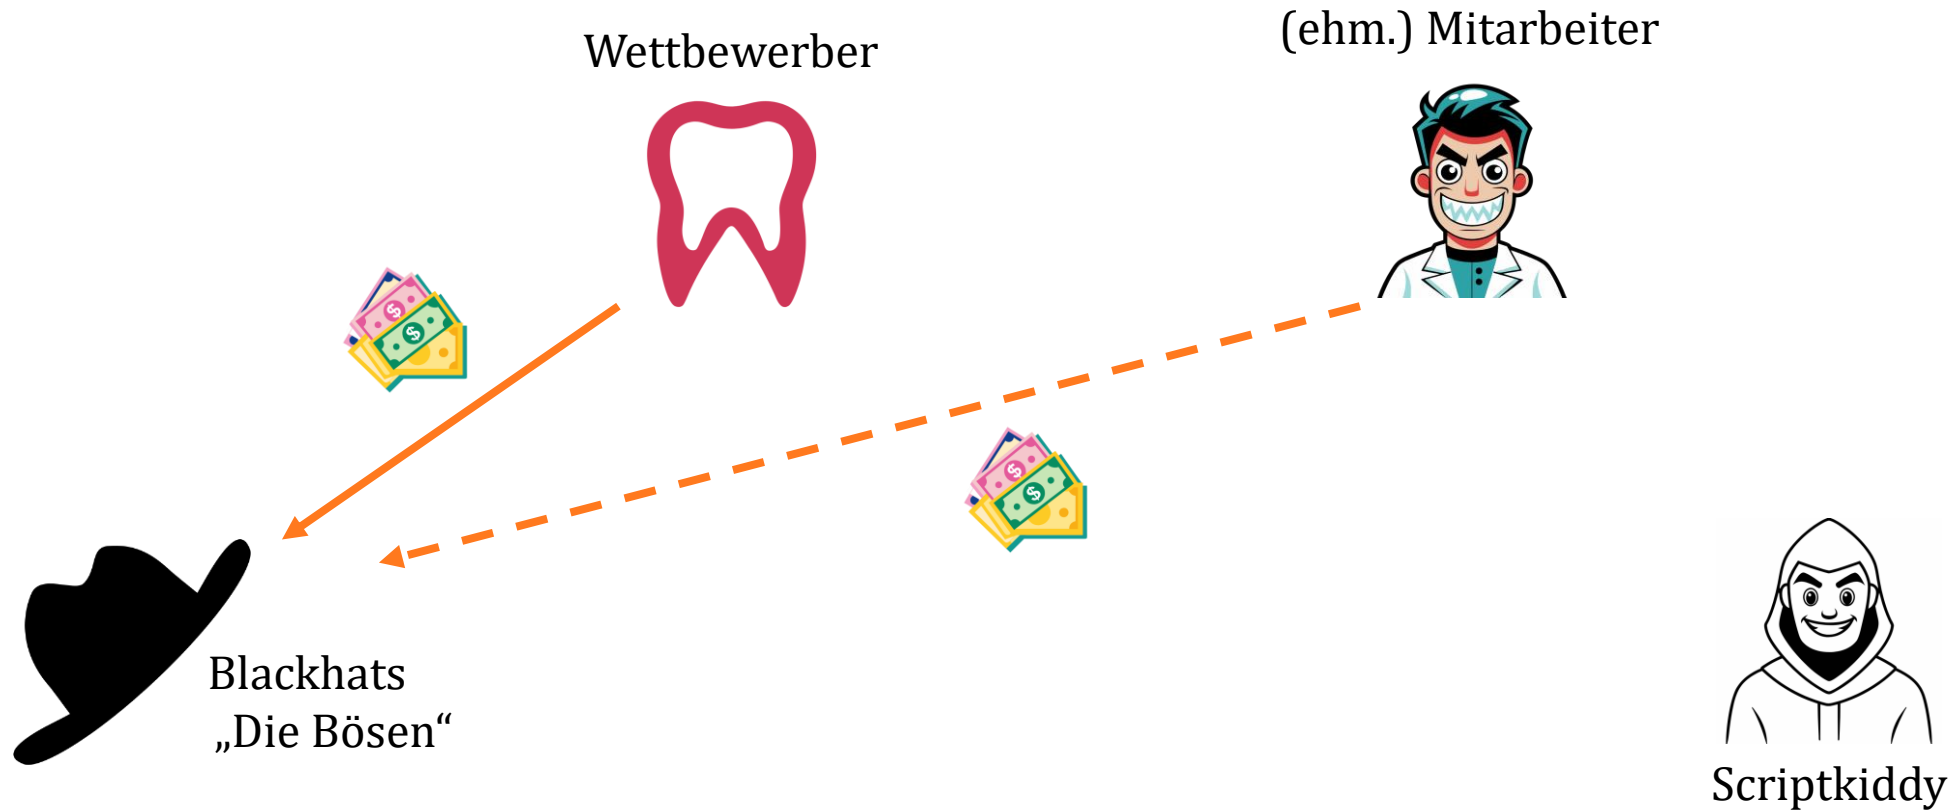 Wettbewerber
(ehm.) Mitarbeiter
Blackhats
„Die Bösen“
Scriptkiddy